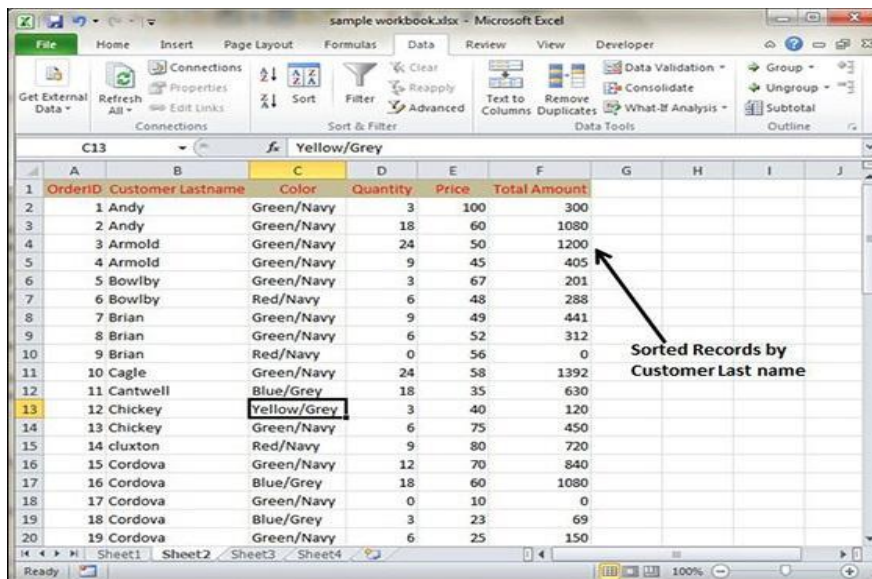 sample workbook.xlsx - Microsoft Excel
File Home Insert Page Layout Formulas Data Review View Developer
Get External Data
Refresh All
Connections
Properties
Edit Links
Connections
Sort
Filter
Clear
Reapply
Advanced
Sort & Filter
Text to Columns
Remove Duplicates
Data Validation
Consolidate
What-If Analysis
Data Tools
Group
Ungroup
Subtotal
Outline
C13 fx Yellow/Grey
A B C D E F G H I J
1 OrderID Customer Lastname Color Quantity Price Total Amount
2 1 Andy Green/Navy 3 100 300
3 2 Andy Green/Navy 18 60 1080
4 3 Armold Green/Navy 24 50 1200
5 4 Armold Green/Navy 9 45 405
6 5 Bowlby Green/Navy 3 67 201
7 6 Bowlby Red/Navy 6 48 288
8 7 Brian Green/Navy 9 49 441
9 8 Brian Green/Navy 6 52 312
10 9 Brian Red/Navy 0 56 0
11 10 Cagle Green/Navy 24 58 1392
12 11 Cantwell Blue/Grey 18 35 630
13 12 Chickey Yellow/Grey 3 40 120
14 13 Chickey Green/Navy 6 75 450
15 14 cluxton Red/Navy 9 80 720
16 15 Cordova Green/Navy 12 70 840
17 16 Cordova Blue/Grey 18 60 1080
18 17 Cordova Green/Navy 0 10 0
19 18 Cordova Blue/Grey 3 23 69
20 19 Cordova Green/Navy 6 25 150
Sorted Records by
Customer Last name
Sheet1 Sheet2 Sheet3 Sheet4
Ready 100%